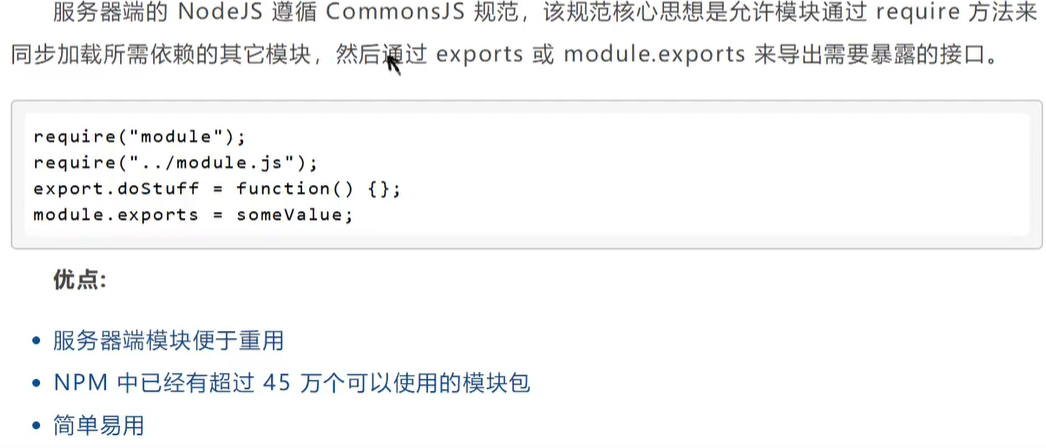 服务器端的 NodeJS 遵循 CommonsJS 规范，该规范核心思想是允许模块通过 require 方法来
同步加载所需依赖的其它模块，然后通过 exports 或 module.exports 来导出需要暴露的接口。
require("module");
require("../module.js");
export.doStuff = function() {};
module.exports = someValue;
优点:
服务器端模块便于重用
NPM 中已经有超过 45 万个可以使用的模块包
简单易用